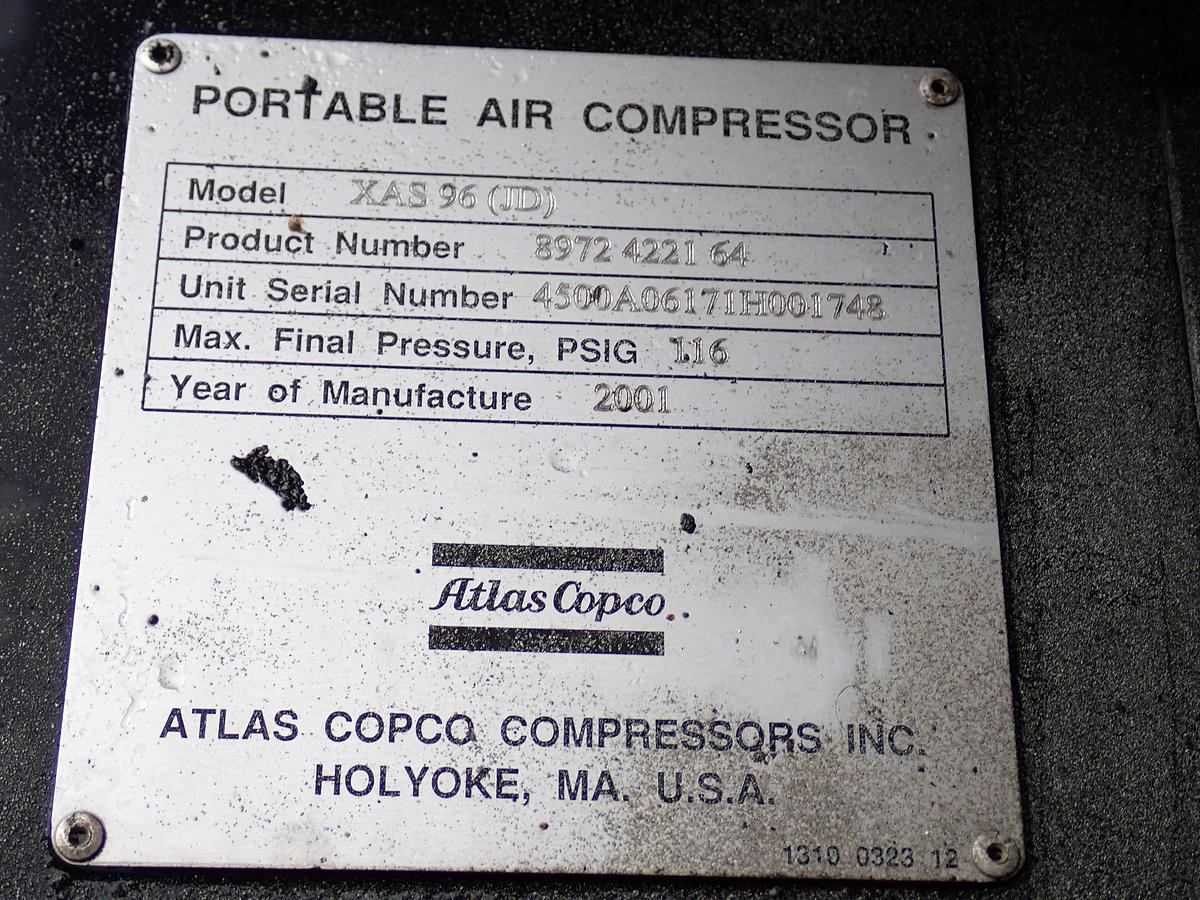 PORTABLE AIR COMPRESSOR
Model XAS 96 (JD)
Product Number 8972 4221 64
Unit Serial Number 4500A06171H001748
Max. Final Pressure, PSIG 116
Year of Manufacture 2001
Atlas Copco
ATLAS COPCO COMPRESSORS INC.
HOLYOKE, MA. U.S.A.
1310 0323 12